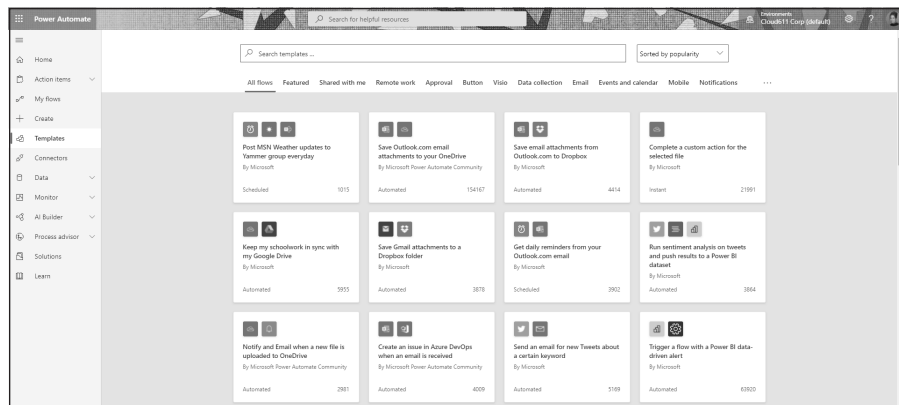 Power Automate
Search for helpful resources
Environments
Cloud611 Corp (default)
?
Home
Action items
My flows
Create
Templates
Connectors
Data
Monitor
AI Builder
Process advisor
Solutions
Learn
Search templates ...
Sorted by popularity
All flows Featured Shared with me Remote work Approval Button Visio Data collection Email Events and calendar Mobile Notifications ...
Post MSN Weather updates to
Yammer group everyday
By Microsoft
Scheduled 1015
Save Outlook.com email
attachments to your OneDrive
By Microsoft Power Automate Community
Automated 154167
Save email attachments from
Outlook.com to Dropbox
By Microsoft
Automated 4414
Complete a custom action for the
selected file
By Microsoft
Instant 21991
Keep my schoolwork in sync with
my Google Drive
By Microsoft
Automated 5955
Save Gmail attachments to a
Dropbox folder
By Microsoft
Automated 3878
Get daily reminders from your
Outlook.com email
By Microsoft
Scheduled 3902
Run sentiment analysis on tweets
and push results to a Power BI
dataset
By Microsoft
Automated 3864
Notify and Email when a new file is
uploaded to OneDrive
By Microsoft Power Automate Community
Automated 2981
Create an issue in Azure DevOps
when an email is received
By Microsoft Power Automate Community
Automated 4009
Send an email for new Tweets about
a certain keyword
By Microsoft
Automated 5169
Trigger a flow with a Power BI data-
driven alert
By Microsoft
Automated 63920